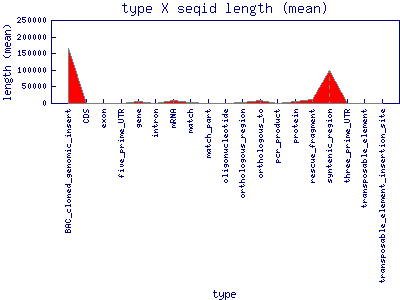 type X seqid length (mean)
length (mean)
250000
200000
150000
100000
50000
0
BAC_cloned_genomic_insert
CDS
exon
five_prime_UTR
gene
intron
mRNA
match
match_part
oligonucleotide
orthologous_region
orthologous_to
pcr_product
protein
rescue_fragment
syntenic_region
three_prime_UTR
transposable_element
transposable_element_insertion_site
type